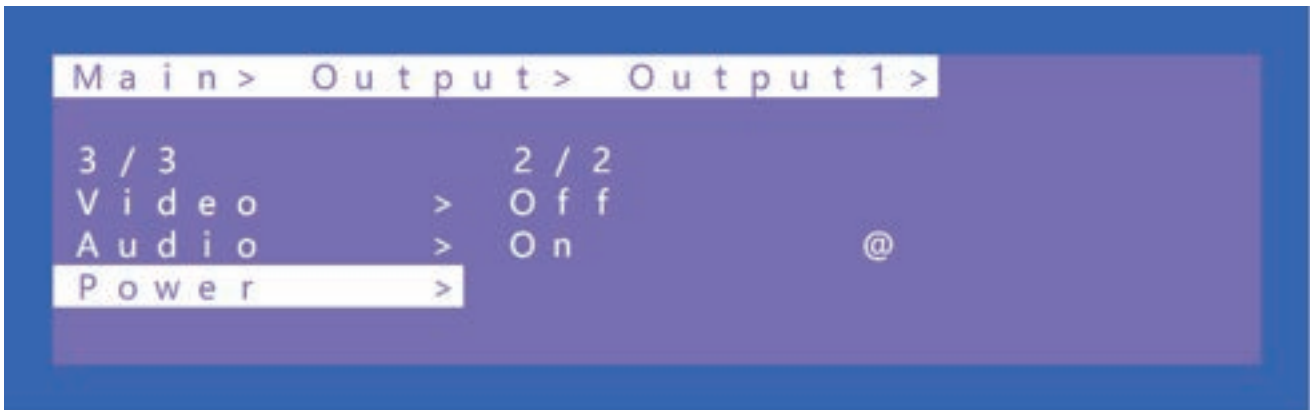 Main> Output> Output1>
3/3 2/2
Video > Off
Audio > On @
Power >